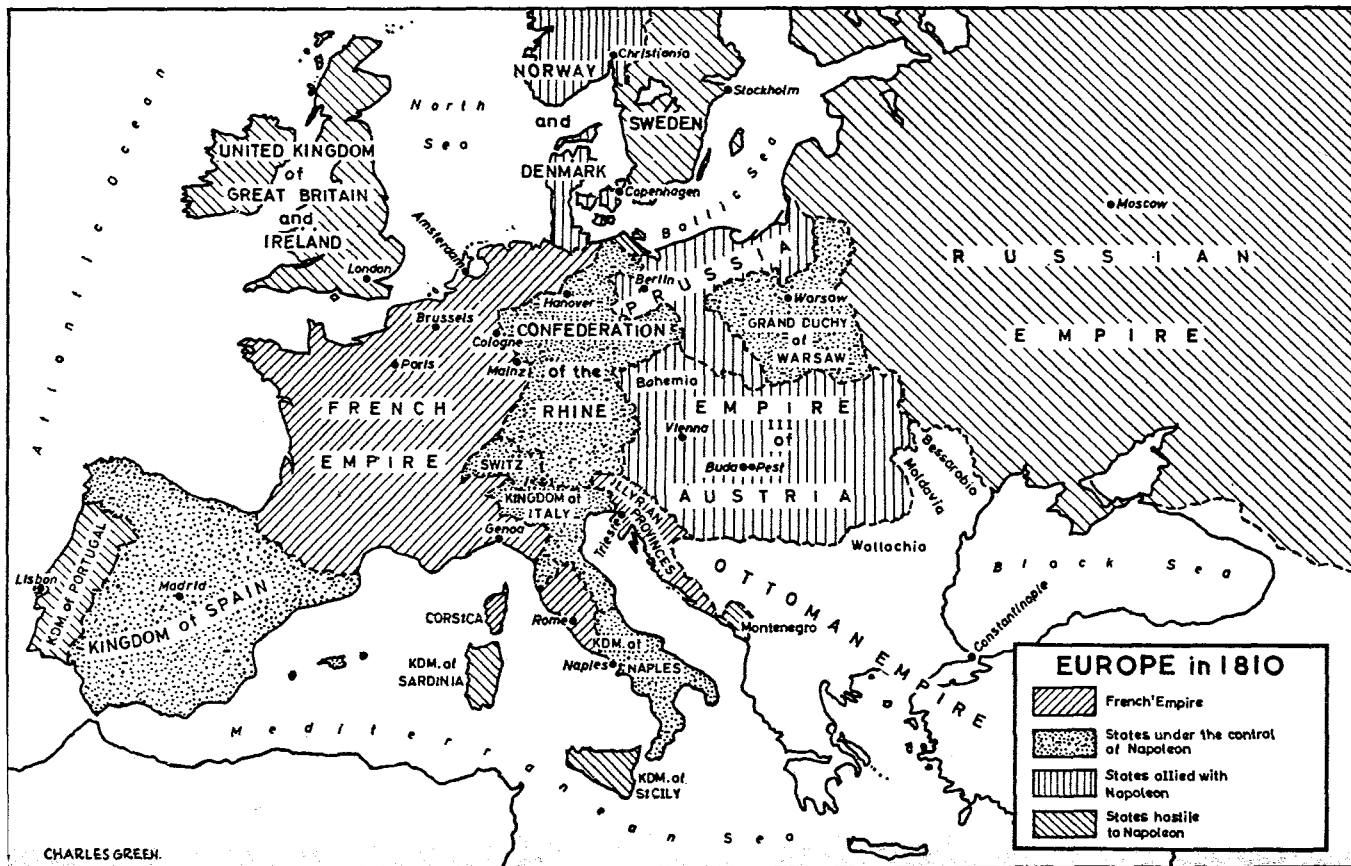 Atlantic Ocean
North
Sea
NORWAY
Christiania
and
Stockholm
SWEDEN
DENMARK
Copenhagen
Baltic Sea
UNITED KINGDOM
of
GREAT BRITAIN
and
IRELAND
London
Amsterdam
Moscow
RUSSIAN
EMPIRE
PRUSSIA
Berlin
Hanover
Warsaw
GRAND DUCHY
of
WARSAW
Brussels
Cologne
CONFEDERATION
Paris
Mainz
of the
RHINE
FRENCH
EMPIRE
Bohemia
EMPIRE
Vienna
of
Buda
Pest
AUSTRIA
Bessarabia
Moldavia
Wallachia
SWITZ
KINGDOM of
ITALY
ILLYRIAN
PROVINCES
Genoa
Trieste
KDM. of PORTUGAL
Lisbon
Madrid
KINGDOM of SPAIN
CORSICA
Rome
KDM. of
SARDINIA
KDM. of
NAPLES
Naples
Montenegro
OTTOMAN EMPIRE
Black Sea
Constantinople
KDM. of
SICILY
Mediterranean Sea
EUROPE in 1810
French'Empire
States under the control
of Napoleon
States allied with
Napoleon
States hostile
to Napoleon
CHARLES GREEN.